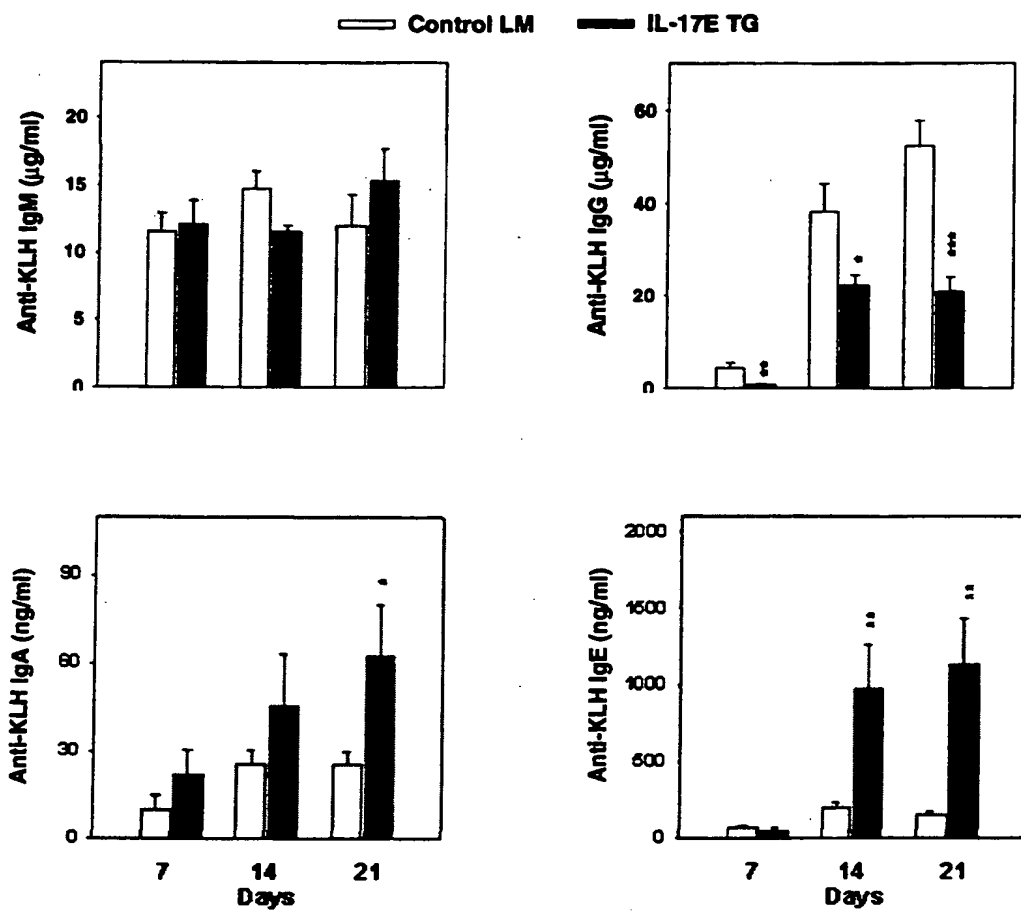 Control LM IL-17E TG
Anti-KLH IgM (µg/ml)
20
15
10
5
0
Anti-KLH IgG (µg/ml)
60
40
20
0
** * ***
Anti-KLH IgA (ng/ml)
90
60
30
0
*
7 14 21
Days
Anti-KLH IgE (ng/ml)
2000
1500
1000
500
0
** **
7 14 21
Days